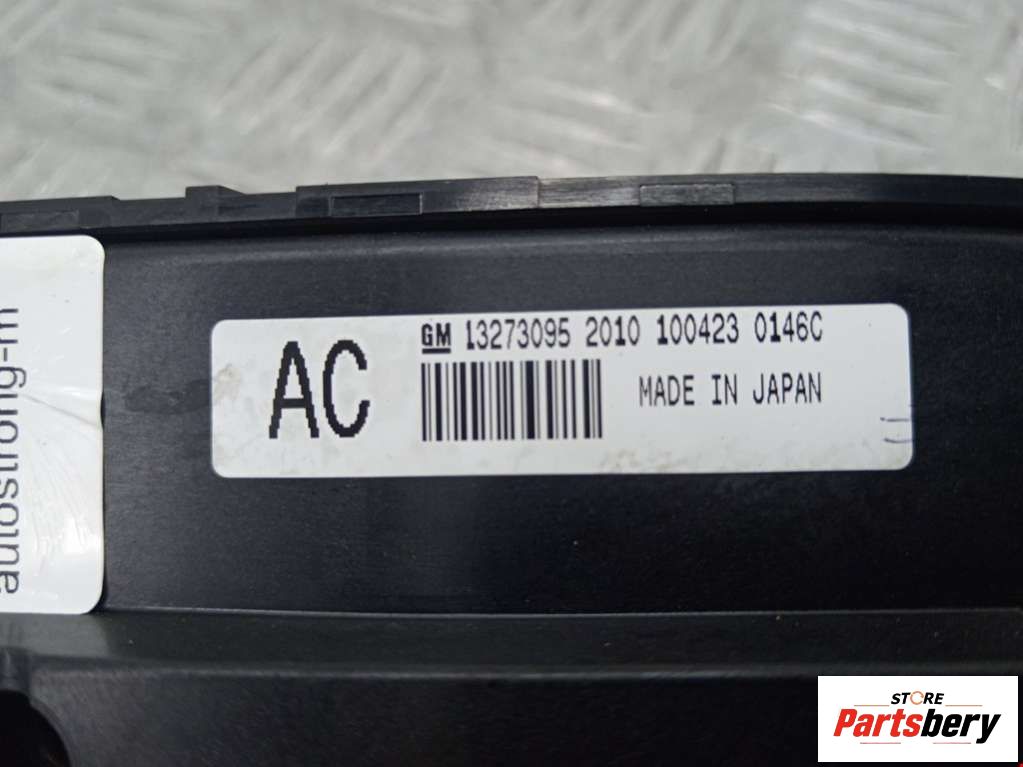 autostrong-m
AC
GM 13273095 2010 100423 0146C
MADE IN JAPAN
STORE
Partsbery